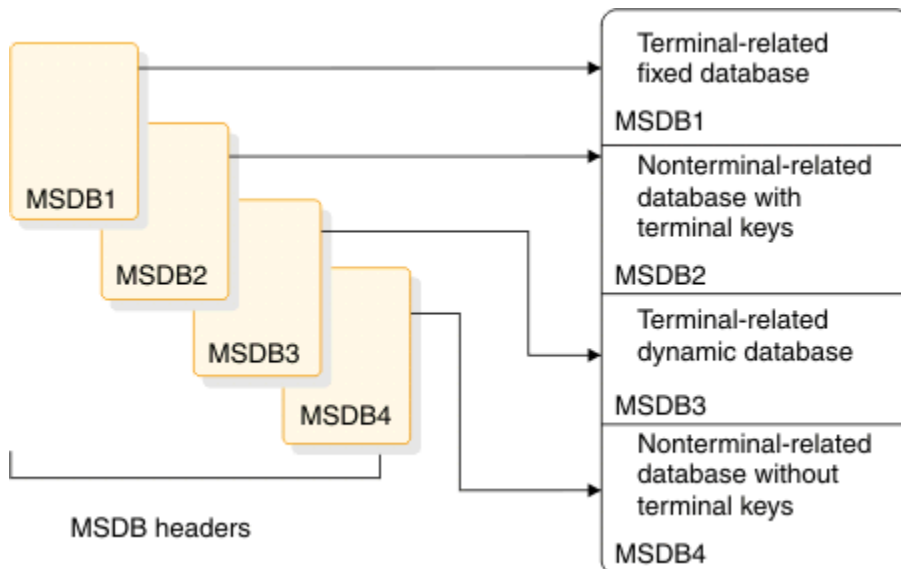 MSDB1
MSDB2
MSDB3
MSDB4
MSDB headers
Terminal-related
fixed database
MSDB1
Nonterminal-related
database with
terminal keys
MSDB2
Terminal-related
dynamic database
MSDB3
Nonterminal-related
database without
terminal keys
MSDB4